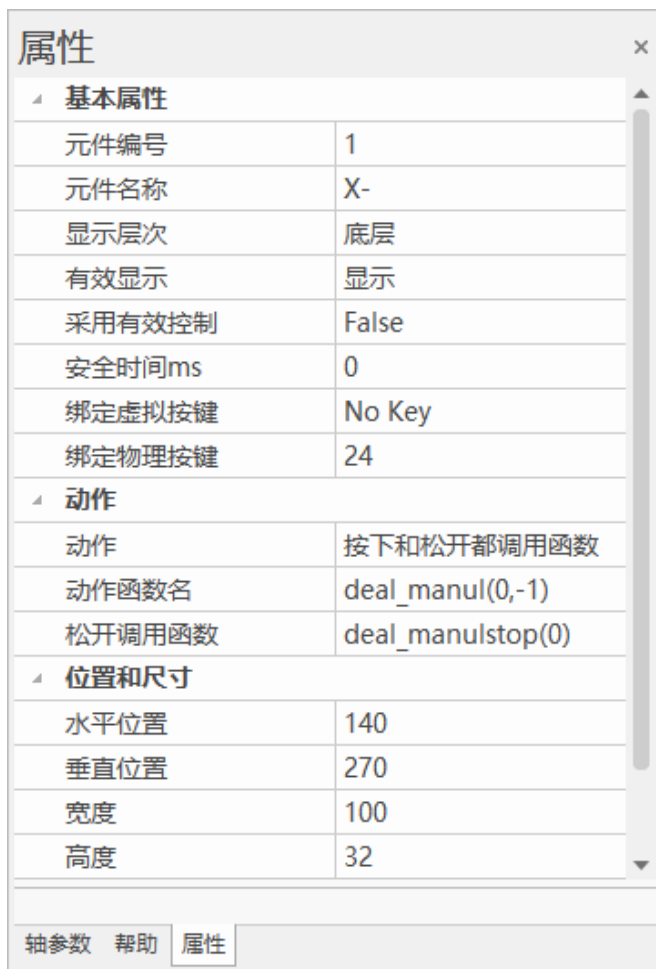 属性
基本属性
元件编号 1
元件名称 X-
显示层次 底层
有效显示 显示
采用有效控制 False
安全时间ms 0
绑定虚拟按键 No Key
绑定物理按键 24
动作
动作 按下和松开都调用函数
动作函数名 deal_manul(0,-1)
松开调用函数 deal_manulstop(0)
位置和尺寸
水平位置 140
垂直位置 270
宽度 100
高度 32
轴参数 帮助 属性